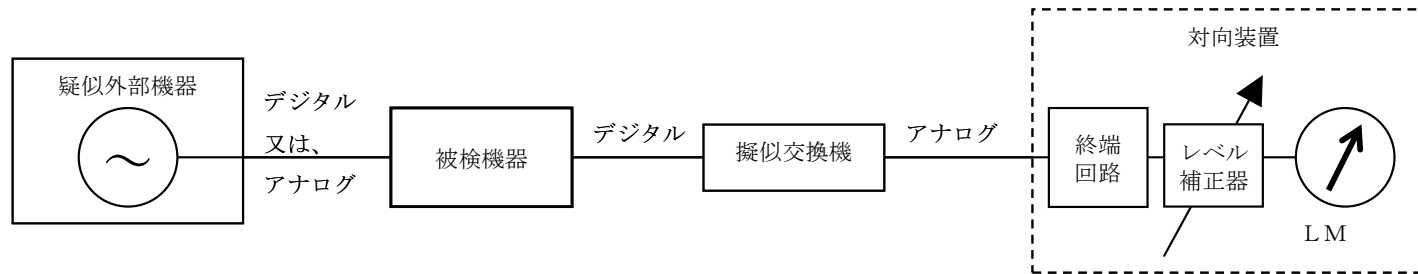 対向装置
疑似外部機器
デジタル
又は、
アナログ
被検機器
デジタル
擬似交換機
アナログ
終端
回路
レベル
補正器
ＬＭ